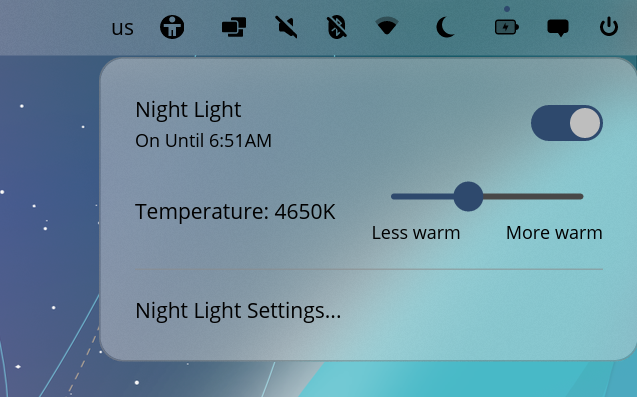 us
Night Light
On Until 6:51AM
Temperature: 4650K
Less warm
More warm
Night Light Settings...